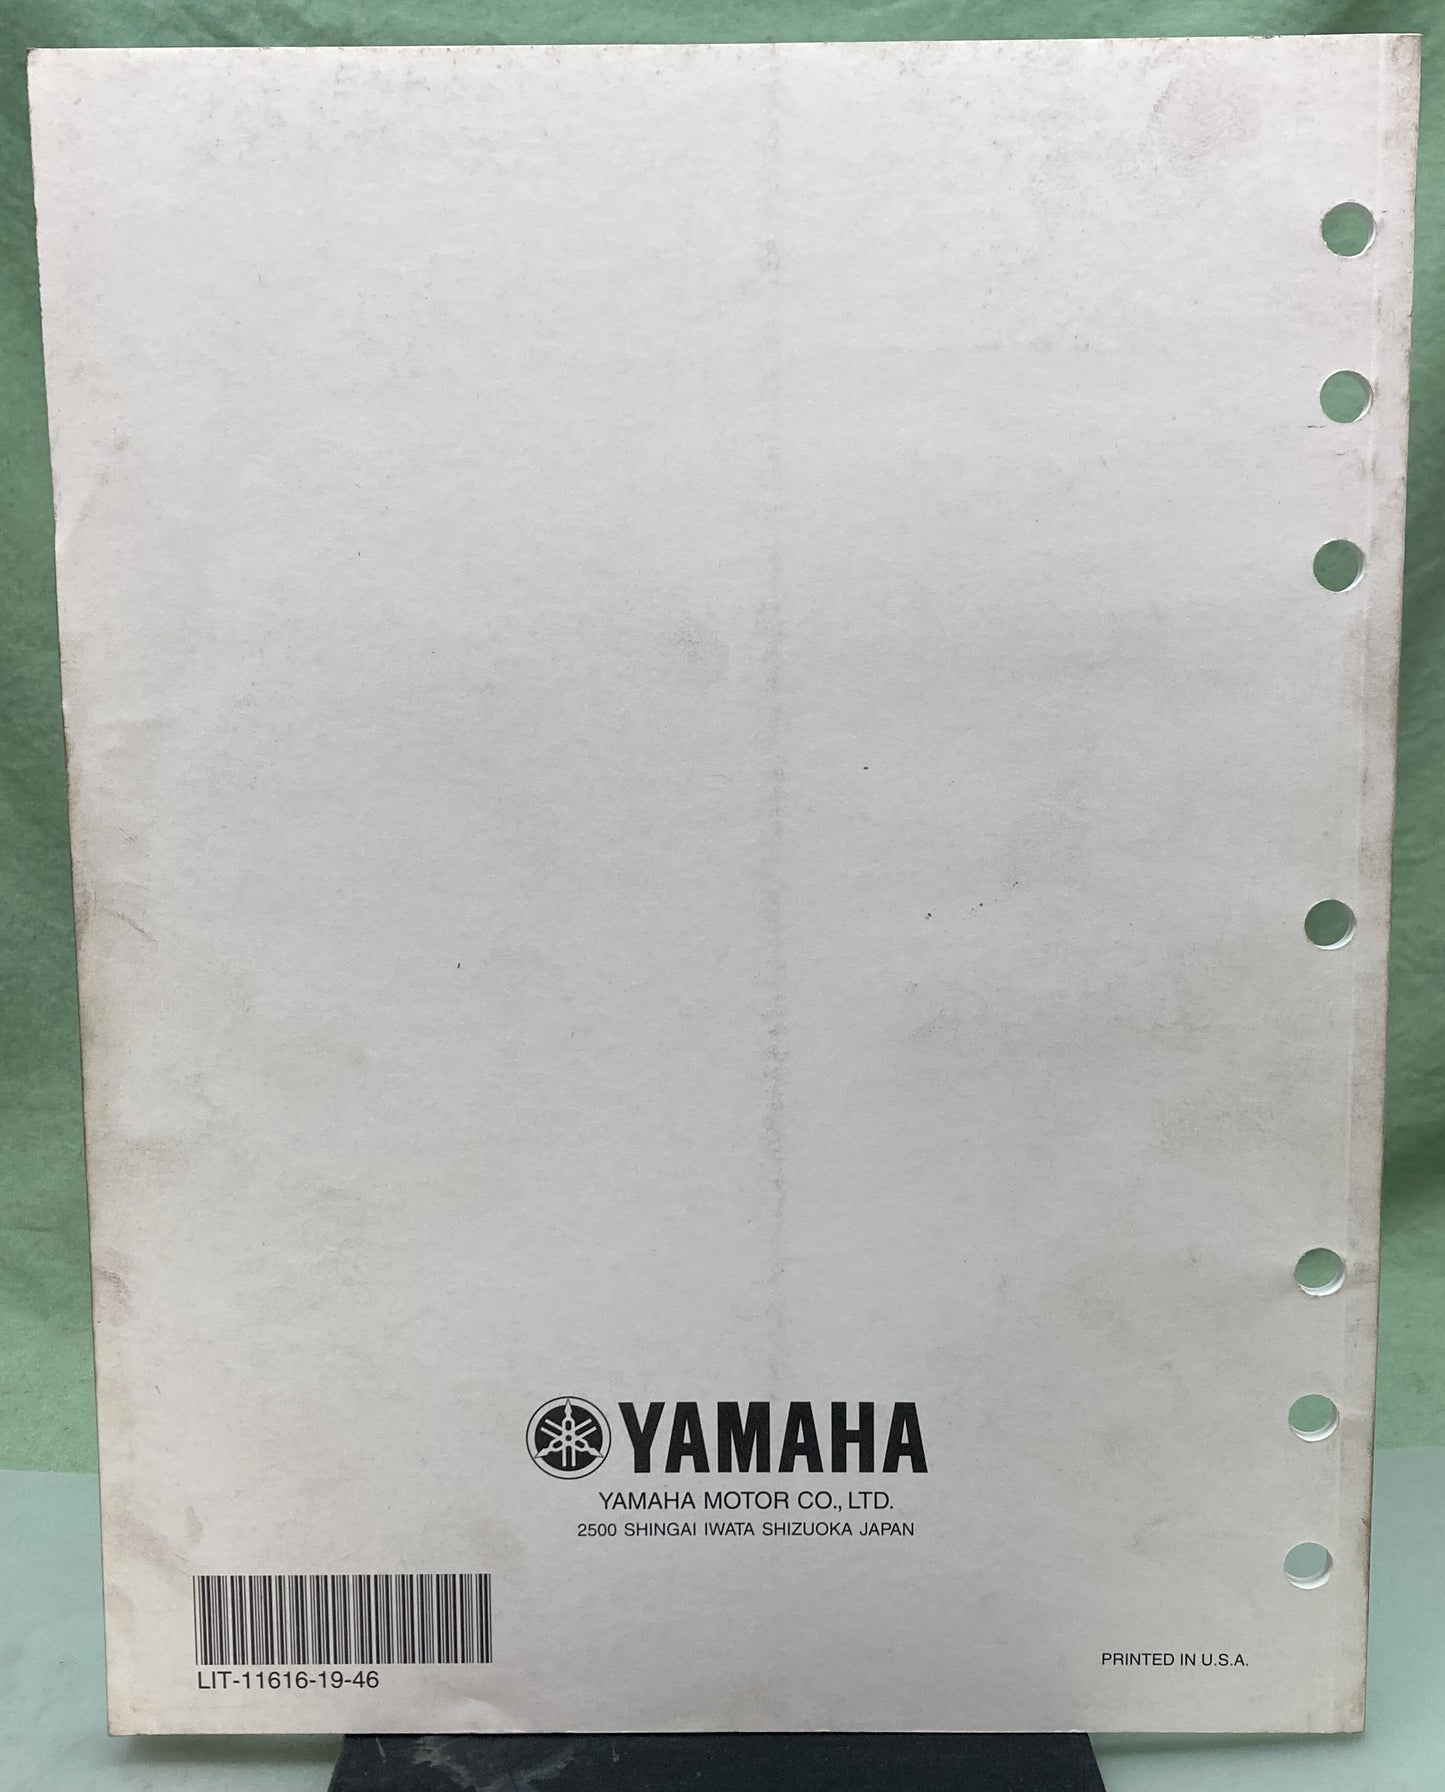 YAMAHA
YAMAHA MOTOR CO., LTD.
2500 SHINGAI IWATA SHIZUOKA JAPAN
LIT-11616-19-46
PRINTED IN U.S.A.